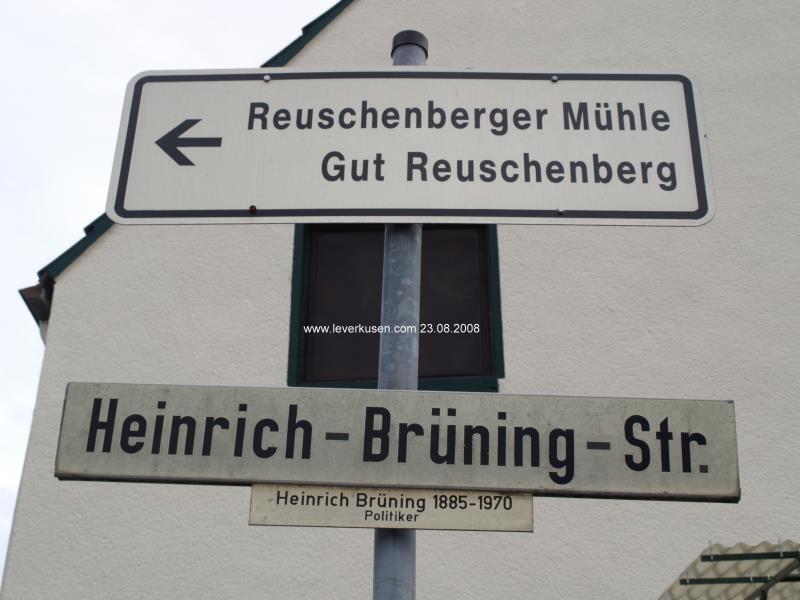 Reuschenberger Mühle
Gut Reuschenberg
www.leverkusen.com 23.08.2008
Heinrich-Brüning-Str.
Heinrich Brüning 1885-1970
Politiker